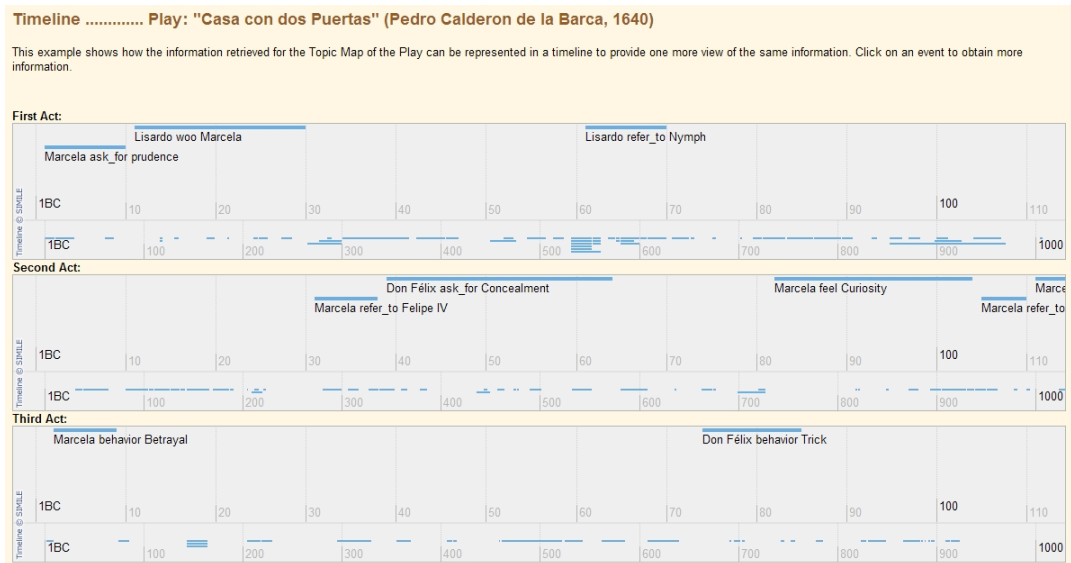 Timeline ............. Play: "Casa con dos Puertas" (Pedro Calderon de la Barca, 1640)
This example shows how the information retrieved for the Topic Map of the Play can be represented in a timeline to provide one more view of the same information. Click on an event to obtain more
information.
First Act:
Lisardo woo Marcela
Lisardo refer_to Nymph
Marcela ask_for prudence
1BC 10 20 30 40 50 60 70 80 90 100 110
1BC 100 200 300 400 500 600 700 800 900 1000
Timeline © SIMILE
Second Act:
Don Félix ask_for Concealment
Marcela feel Curiosity
Marce
Marcela refer_to Felipe IV
Marcela refer_to
1BC 10 20 30 40 50 60 70 80 90 100 110
1BC 100 200 300 400 500 600 700 800 900 1000
Timeline © SIMILE
Third Act:
Marcela behavior Betrayal
Don Félix behavior Trick
1BC 10 20 30 40 50 60 70 80 90 100 110
1BC 100 200 300 400 500 600 700 800 900 1000
Timeline © SIMILE